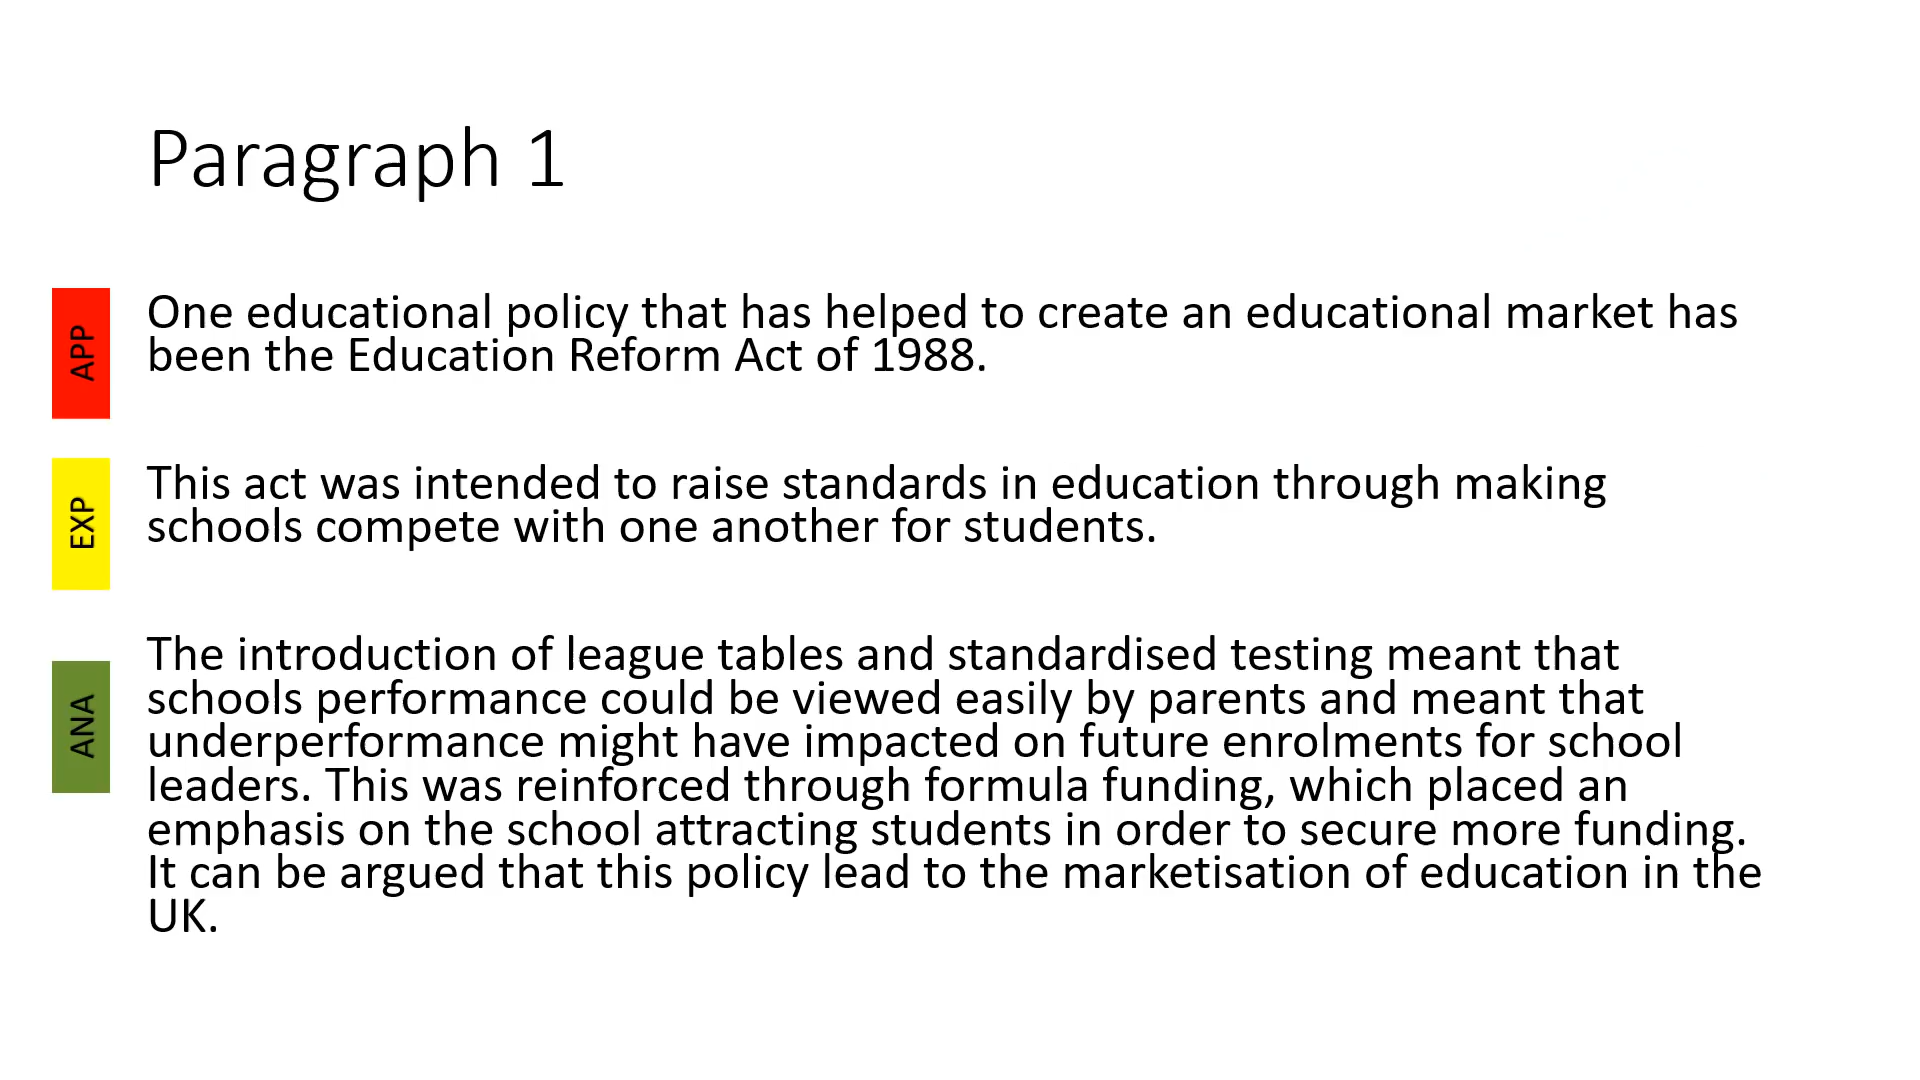 Paragraph 1
APP
One educational policy that has helped to create an educational market has
been the Education Reform Act of 1988.
EXP
This act was intended to raise standards in education through making
schools compete with one another for students.
ANA
The introduction of league tables and standardised testing meant that
schools performance could be viewed easily by parents and meant that
underperformance might have impacted on future enrolments for school
leaders. This was reinforced through formula funding, which placed an
emphasis on the school attracting students in order to secure more funding.
It can be argued that this policy lead to the marketisation of education in the
UK.